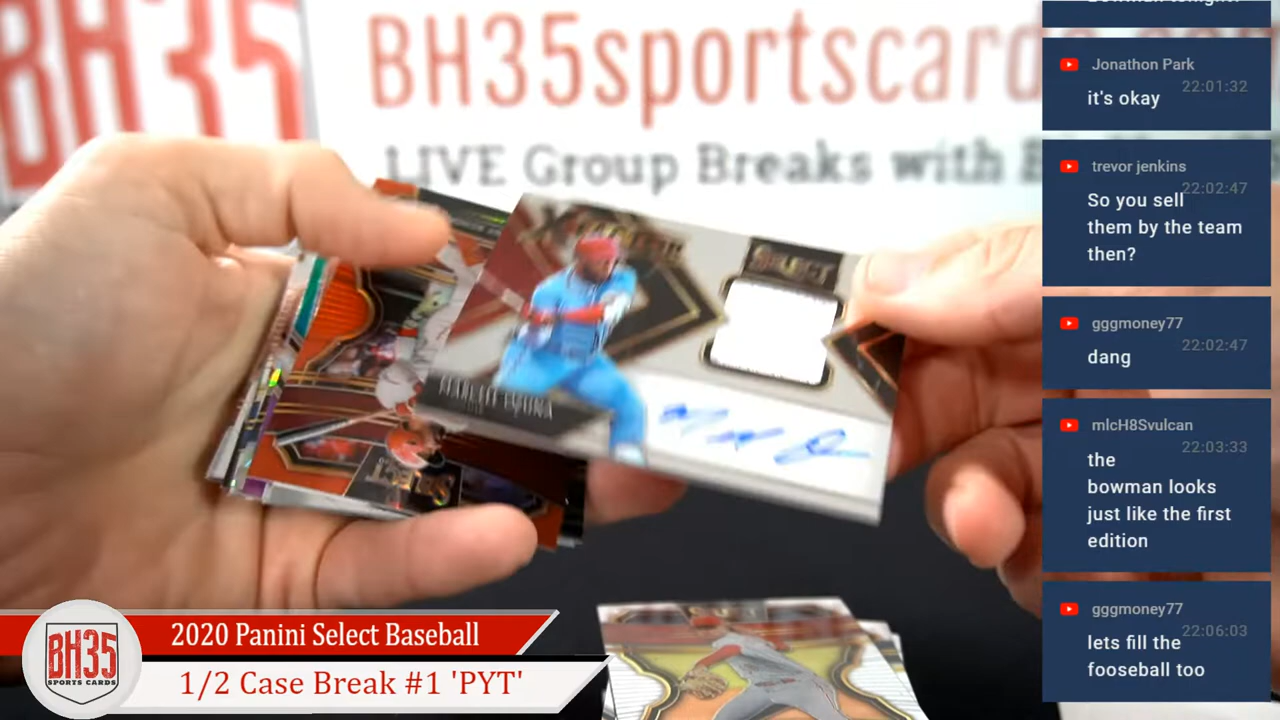 BH35
BH35sportscard
LIVE Group Breaks with
SELECT
BH35
SPORTS CARDS
2020 Panini Select Baseball
1/2 Case Break #1 'PYT'
Jonathon Park
22:01:32
it's okay
trevor jenkins
22:02:47
So you sell
them by the team
then?
gggmoney77
22:02:47
dang
mlcH8Svulcan
22:03:33
the
bowman looks
just like the first
edition
gggmoney77
22:06:03
lets fill the
fooseball too